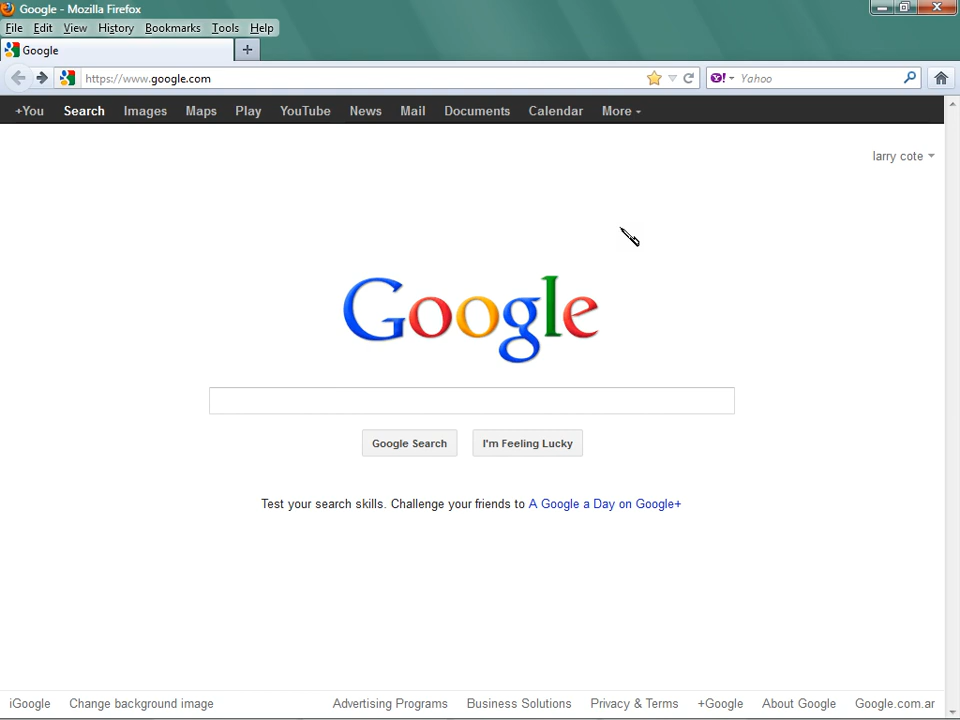 Google - Mozilla Firefox
File Edit View History Bookmarks Tools Help
Google
https://www.google.com Yahoo
+You Search Images Maps Play YouTube News Mail Documents Calendar More
larry cote
Google
Google Search I'm Feeling Lucky
Test your search skills. Challenge your friends to A Google a Day on Google+
iGoogle Change background image Advertising Programs Business Solutions Privacy & Terms +Google About Google Google.com.ar